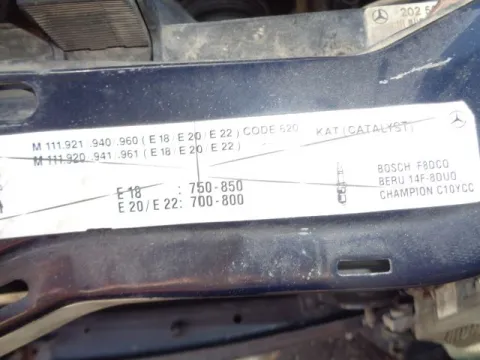 202 5
M 111.921 .940 .960 ( E 18 / E 20 / E 22 ) CODE 620 KAT (CATALYST)
M 111.920 .941 .961 ( E 18 / E 20 / E 22 )
E 18 : 750-850
E 20 / E 22 : 700-800
BOSCH F8DCO
BERU 14F-8DUO
CHAMPION C10YCC